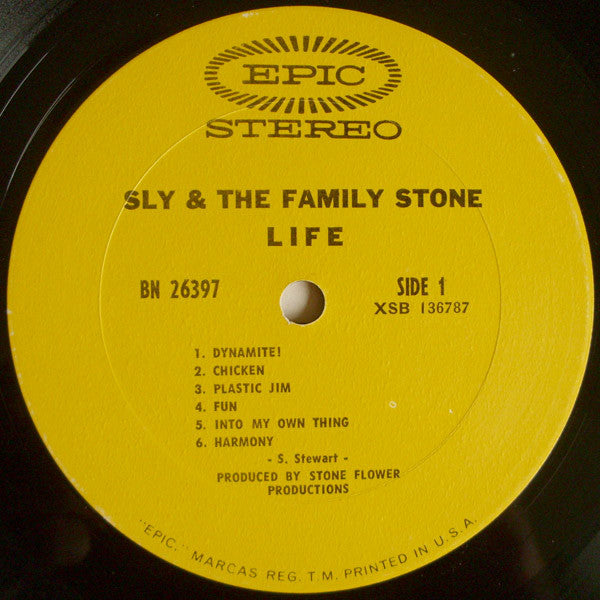 EPIC
STEREO
SLY & THE FAMILY STONE
LIFE
BN 26397
SIDE 1
XSB 136787
1. DYNAMITE!
2. CHICKEN
3. PLASTIC JIM
4. FUN
5. INTO MY OWN THING
6. HARMONY
- S. Stewart -
PRODUCED BY STONE FLOWER
PRODUCTIONS
"EPIC," MARCAS REG. T.M. PRINTED IN U.S.A.